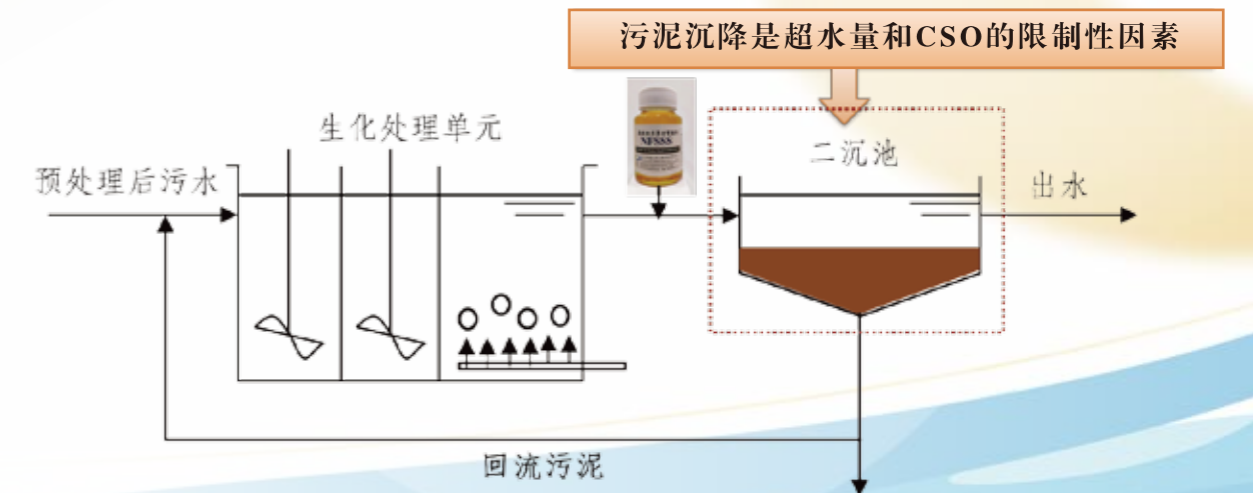 污泥沉降是超水量和CSO的限制性因素
生化处理单元
NFSSS
二沉池
预处理后污水
出水
回流污泥